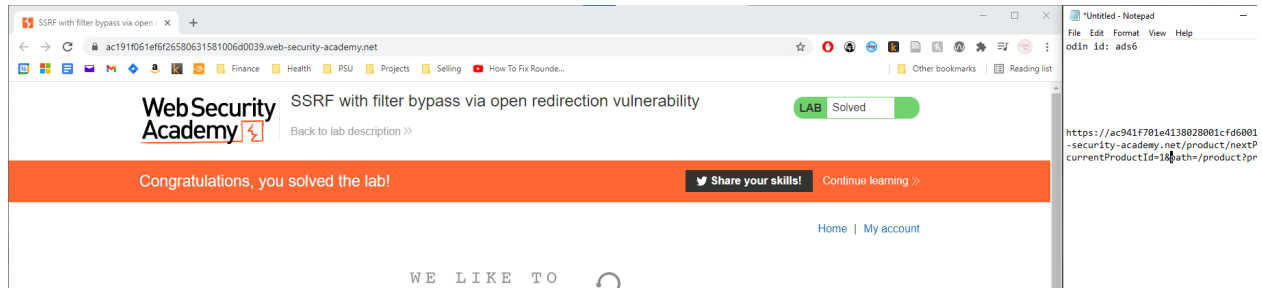 SSRF with filter bypass via open r
ac191f061ef6f26580631581006d0039.web-security-academy.net
Finance
Health
PSU
Projects
Selling
How To Fix Rounde...
Other bookmarks
Reading list
WebSecurity
Academy
SSRF with filter bypass via open redirection vulnerability
Back to lab description
LAB Solved
Congratulations, you solved the lab!
Share your skills!
Continue learning
Home | My account
WE LIKE TO
*Untitled - Notepad
File Edit Format View Help
odin id: ads6
https://ac941f701e4138028001cfd6001
-security-academy.net/product/nextP
currentProductId=1&path=/product?pr